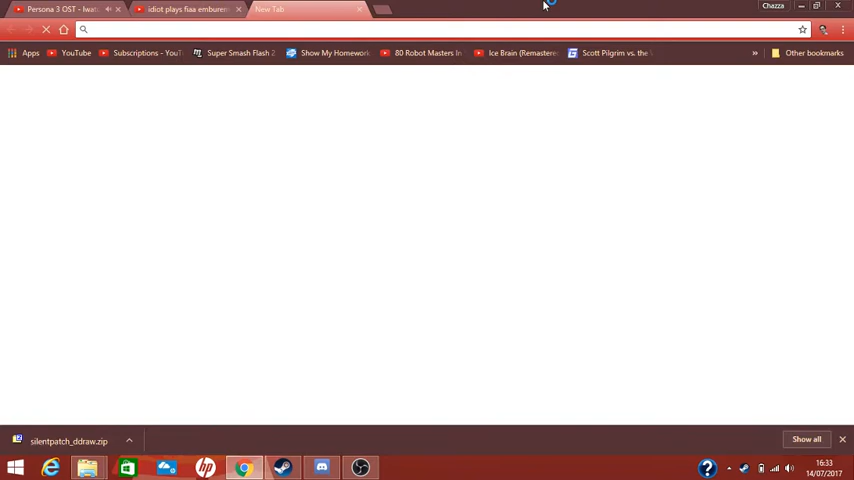 Persona 3 OST - Iwata
idiot plays fiaa emburem
New Tab
Chazza
Apps
YouTube
Subscriptions - YouT
Super Smash Flash 2
Show My Homework
80 Robot Masters In
Ice Brain (Remastere
Scott Pilgrim vs. the
»
Other bookmarks
silentpatch_ddraw.zip
Show all
16:33
14/07/2017